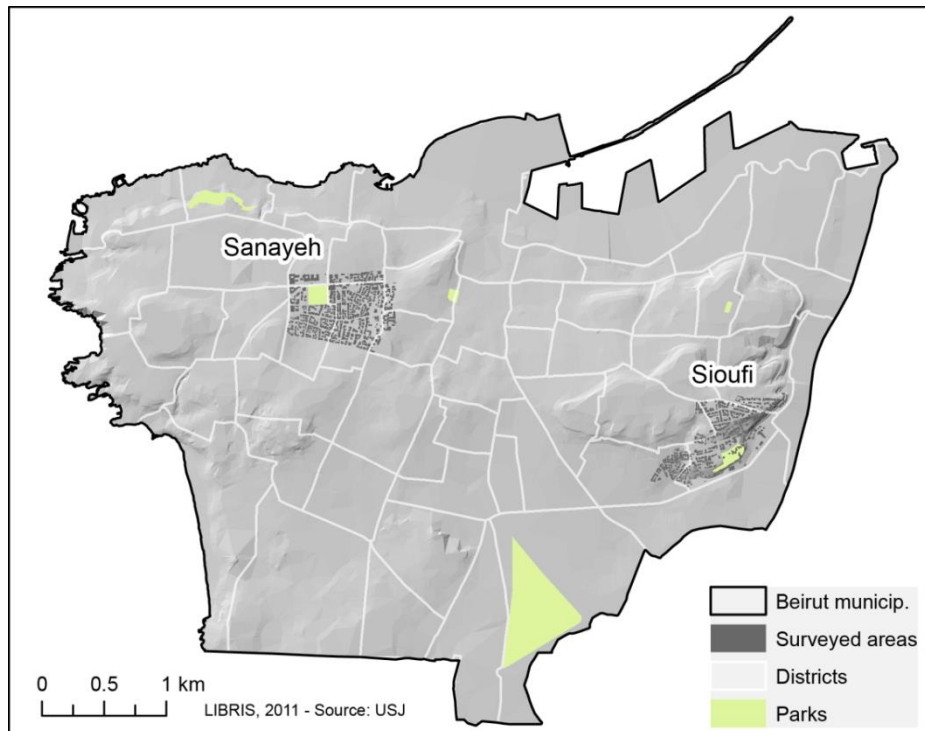 Sanayeh
Sioufi
Beirut municip.
Surveyed areas
Districts
Parks
0 0.5 1 km
LIBRIS, 2011 - Source: USJ